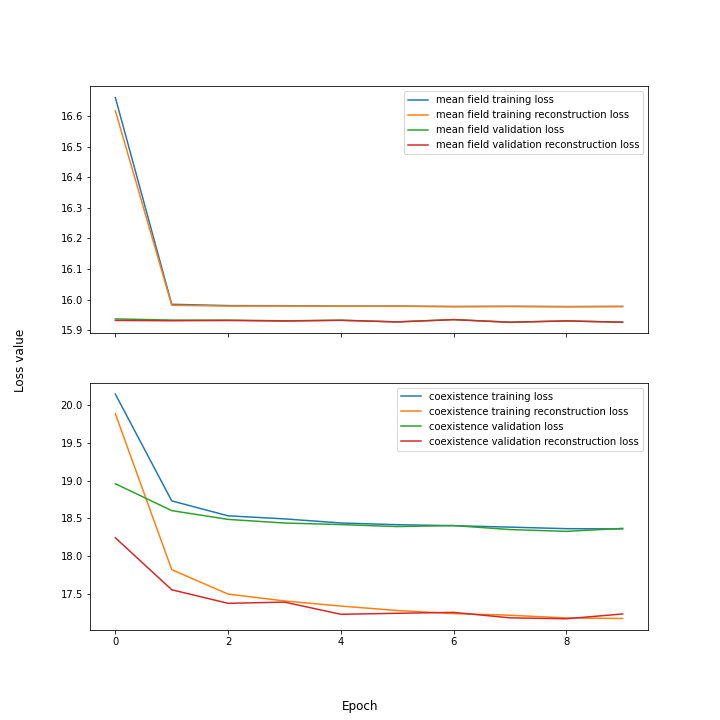 mean field training loss
mean field training reconstruction loss
mean field validation loss
mean field validation reconstruction loss
16.6
16.5
16.4
16.3
16.2
16.1
16.0
15.9
Loss value
coexistence training loss
coexistence training reconstruction loss
coexistence validation loss
coexistence validation reconstruction loss
20.0
19.5
19.0
18.5
18.0
17.5
0 2 4 6 8
Epoch